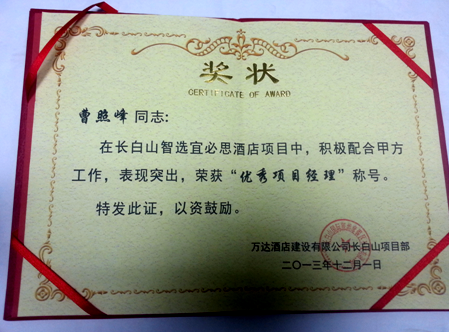 奖状
CERTIFICATE OF AWARD
曹照峰 同志:
在长白山智选宜必思酒店项目中，积极配合甲方
工作，表现突出，荣获“优秀项目经理”称号。
特发此证，以资鼓励。
万达酒店建设有限公司长白山项目部
二〇一三年十二月一日